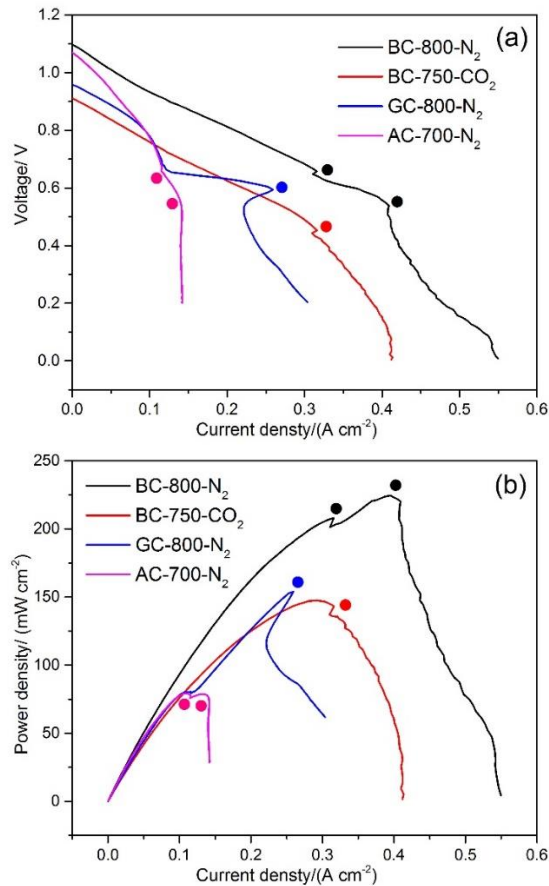 (a)
BC-800-N₂
BC-750-CO₂
GC-800-N₂
AC-700-N₂
Voltage/ V
1.2
1.0
0.8
0.6
0.4
0.2
0.0
0.0 0.1 0.2 0.3 0.4 0.5 0.6
Current densty/(A cm⁻²)
(b)
BC-800-N₂
BC-750-CO₂
GC-800-N₂
AC-700-N₂
Power density/ (mW cm⁻²)
250
200
150
100
50
0
0.0 0.1 0.2 0.3 0.4 0.5 0.6
Current densty/(A cm⁻²)